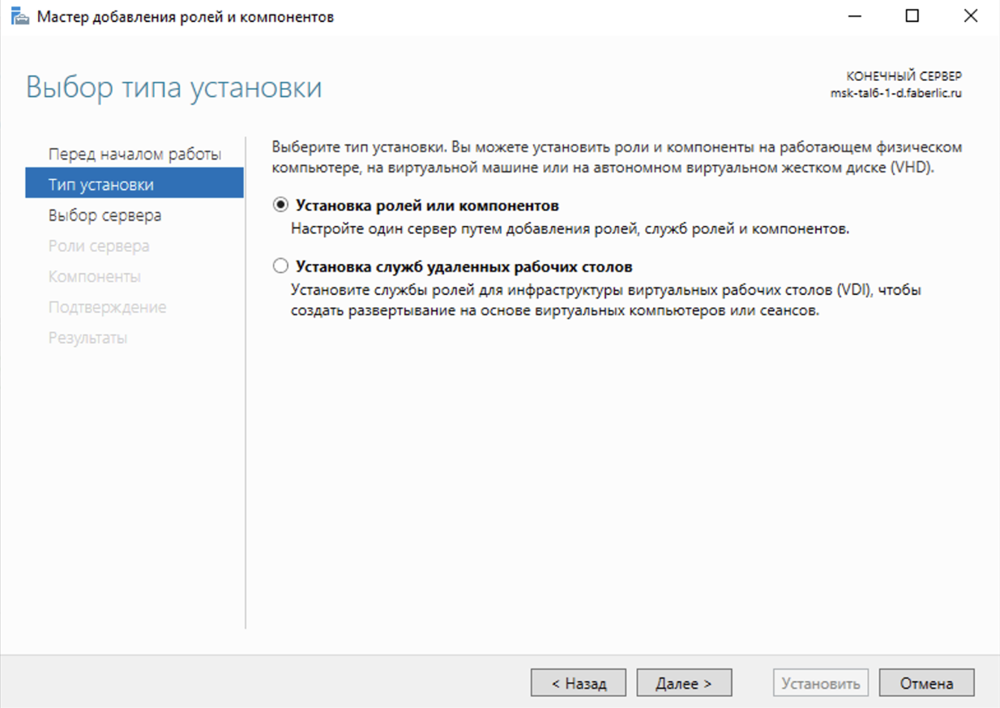 Мастер добавления ролей и компонентов
Выбор типа установки
КОНЕЧНЫЙ СЕРВЕР
msk-tal6-1-d.faberlic.ru
Перед началом работы
Тип установки
Выбор сервера
Роли сервера
Компоненты
Подтверждение
Результаты
Выберите тип установки. Вы можете установить роли и компоненты на работающем физическом
компьютере, на виртуальной машине или на автономном виртуальном жестком диске (VHD).
Установка ролей или компонентов
Настройте один сервер путем добавления ролей, служб ролей и компонентов.
Установка служб удаленных рабочих столов
Установите службы ролей для инфраструктуры виртуальных рабочих столов (VDI), чтобы
создать развертывание на основе виртуальных компьютеров или сеансов.
< Назад
Далее >
Установить
Отмена